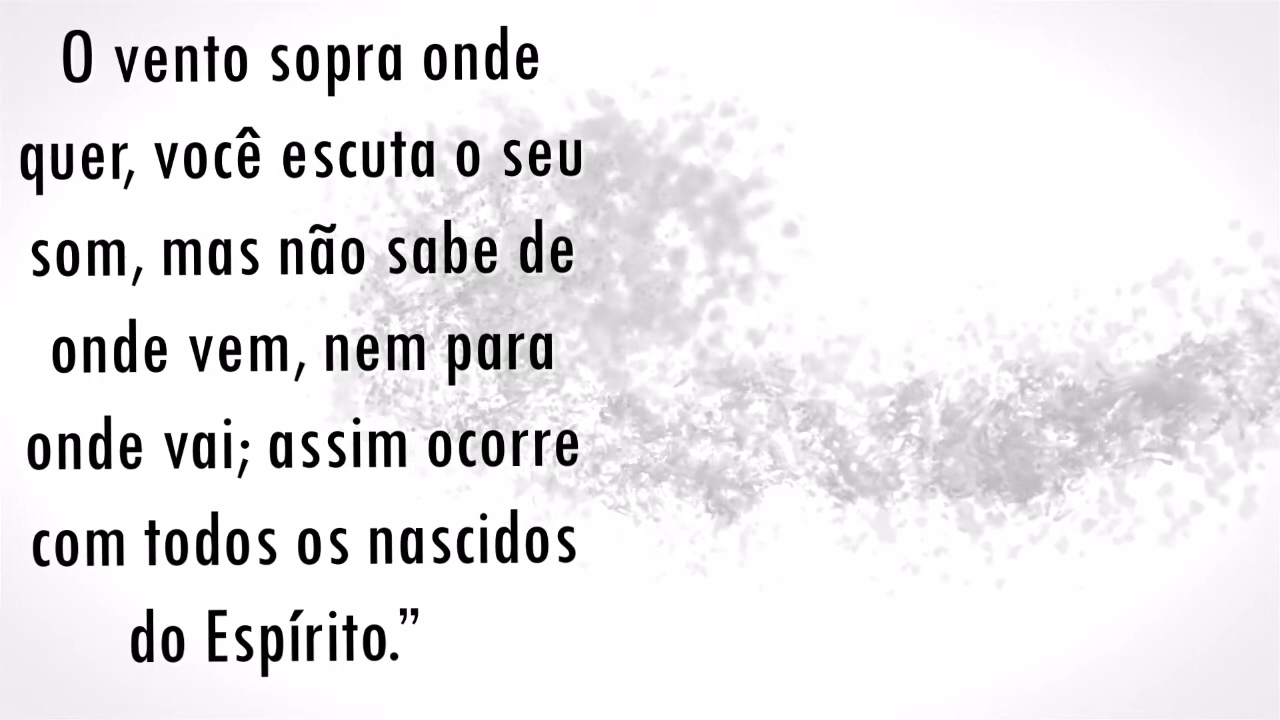 O vento sopra onde
quer, você escuta o seu
som, mas não sabe de
onde vem, nem para
onde vai; assim ocorre
com todos os nascidos
do Espírito.”